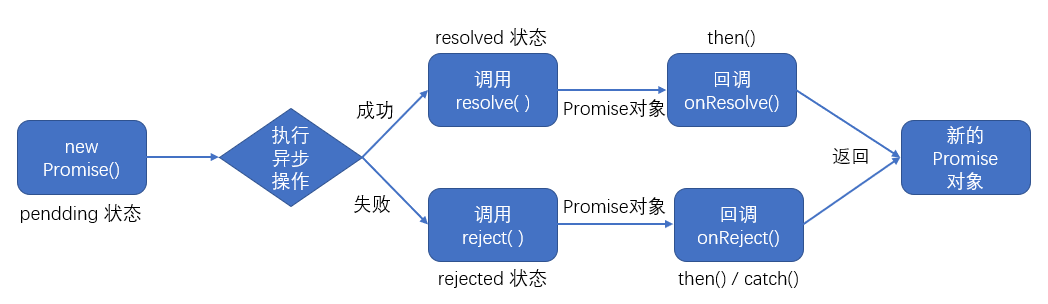 new
Promise()
pendding 状态
执行
异步
操作
成功
失败
resolved 状态
调用
resolve( )
Promise对象
then()
回调
onResolve()
调用
reject( )
rejected 状态
Promise对象
回调
onReject()
then() / catch()
返回
新的
Promise
对象